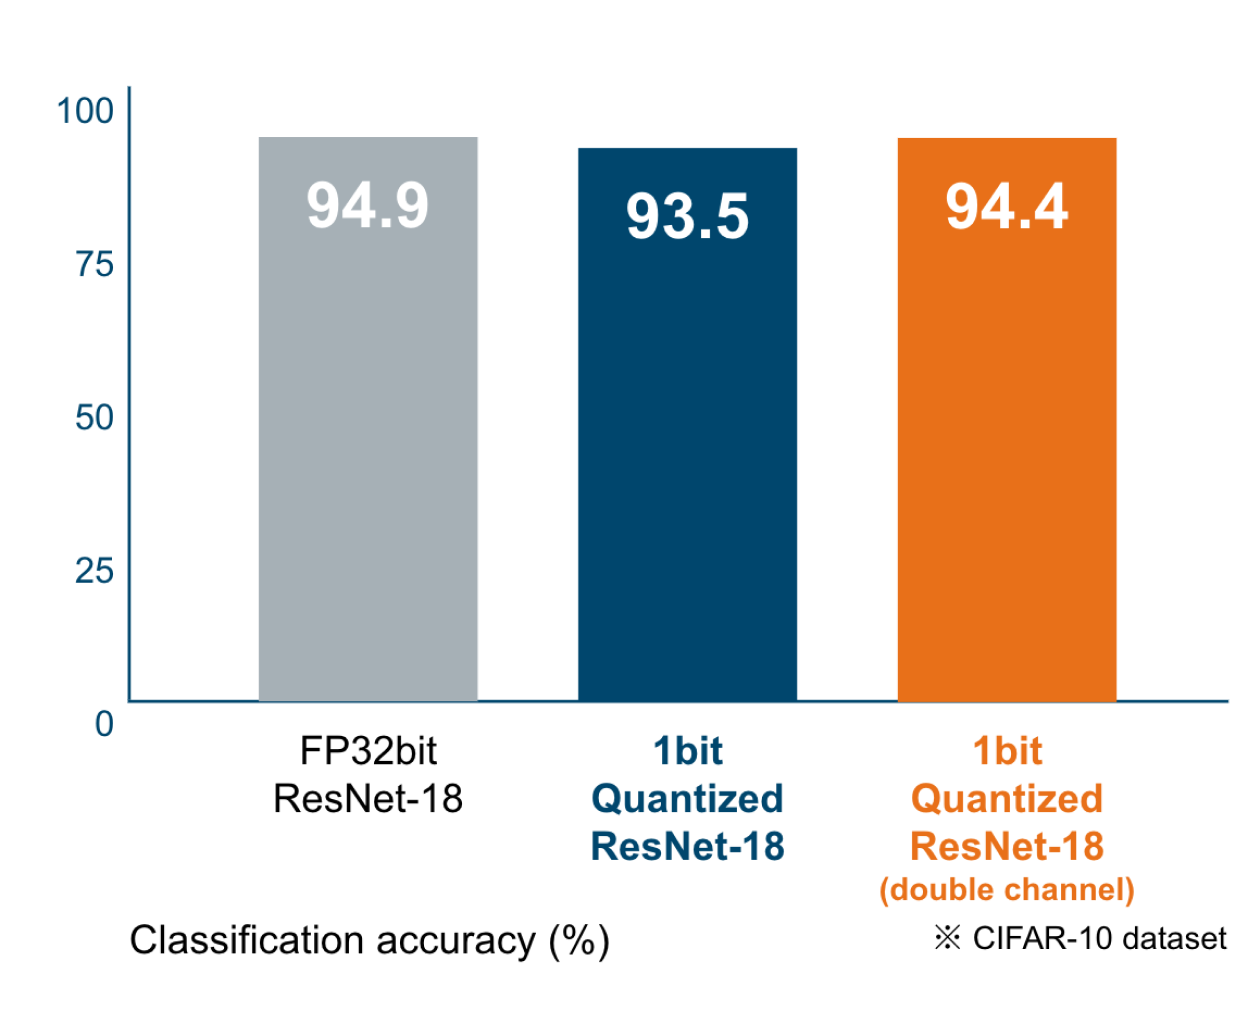 100
75
50
25
0
94.9
93.5
94.4
FP32bit
ResNet-18
1bit
Quantized
ResNet-18
1bit
Quantized
ResNet-18
(double channel)
Classification accuracy (%)
※ CIFAR-10 dataset